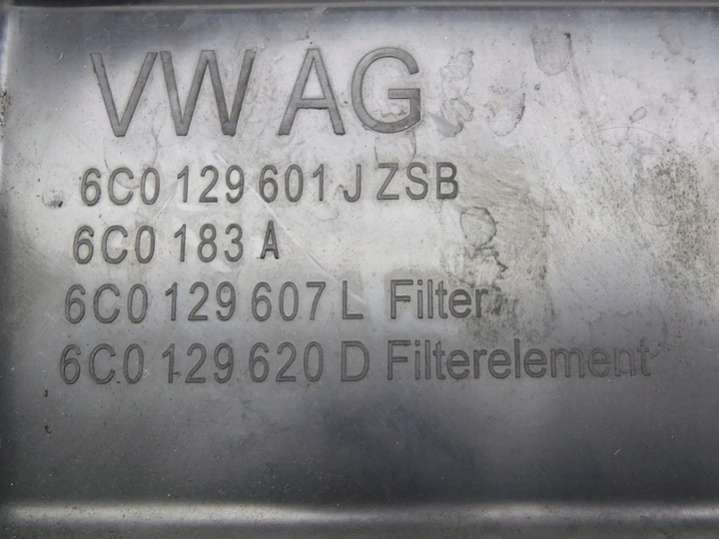 VW AG
6C0 129 601 J ZSB
6C0 183 A
6C0 129 607 L Filter
6C0 129 620 D Filterelement